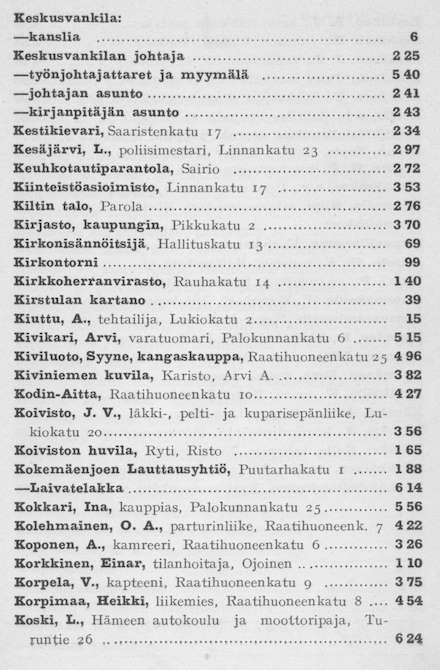 Keskusvankila:
—kanslia ........ 6
Keskusvankilan johtaja ........ 2 25
—työnjohtajattaret ja myymälä ........ 5 40
—johtajan asunto ........ 2 41
—kirjanpitäjän asunto ........ 2 43
Kestikievari, Saaristenkatu 17 ........ 2 34
Kesäjärvi, L., poliisimestari, Linnankatu 23 ........ 2 97
Keuhkotautiparantola, Sairio ........ 2 72
Kiinteistöasioimisto, Linnankatu 17 ........ 3 53
Kiltin talo, Parola ........ 2 76
Kirjasto, kaupungin, Pikkukatu 2 ........ 3 70
Kirkonisännöitsijä, Hallituskatu 13 ........ 69
Kirkontorni ........ 99
Kirkkoherranvirasto, Rauhakatu 14 ........ 1 40
Kirstulan kartano ........ 39
Kiuttu, A., tehtailija, Lukiokatu 2 ........ 15
Kivikari, Arvi, varatuomari, Palokunnankatu 6 ....... 5 15
Kiviluoto, Syyne, kangaskauppa, Raatihuoneenkatu 25 4 96
Kiviniemen kuvila, Karisto, Arvi A. ........ 3 82
Kodin-Aitta, Raatihuoneenkatu 10 ........ 4 27
Koivisto, J. V., läkki-, pelti- ja kuparisepänliike, Lu-
kiokatu 20 ........ 3 56
Koiviston huvila, Ryti, Risto ........ 1 65
Kokemäenjoen Lauttausyhtiö, Puutarhakatu 1 ...... 1 88
—Laivatelakka ........ 6 14
Kokkari, Ina, kauppias, Palokunnankatu 25 ........ 5 56
Kolehmainen, O. A., parturinliike, Raatihuoneenk. 7 4 22
Koponen, A., kamreeri, Raatihuoneenkatu 6 ........ 3 26
Korkkinen, Einar, tilanhoitaja, Ojoinen ........ 1 10
Korpela, V., kapteeni, Raatihuoneenkatu 9 ........ 3 75
Korpimaa, Heikki, liikemies, Raatihuoneenkatu 8 .... 4 54
Koski, L., Hämeen autokoulu ja moottoripaja, Tu-
runtie 26 ........ 6 24